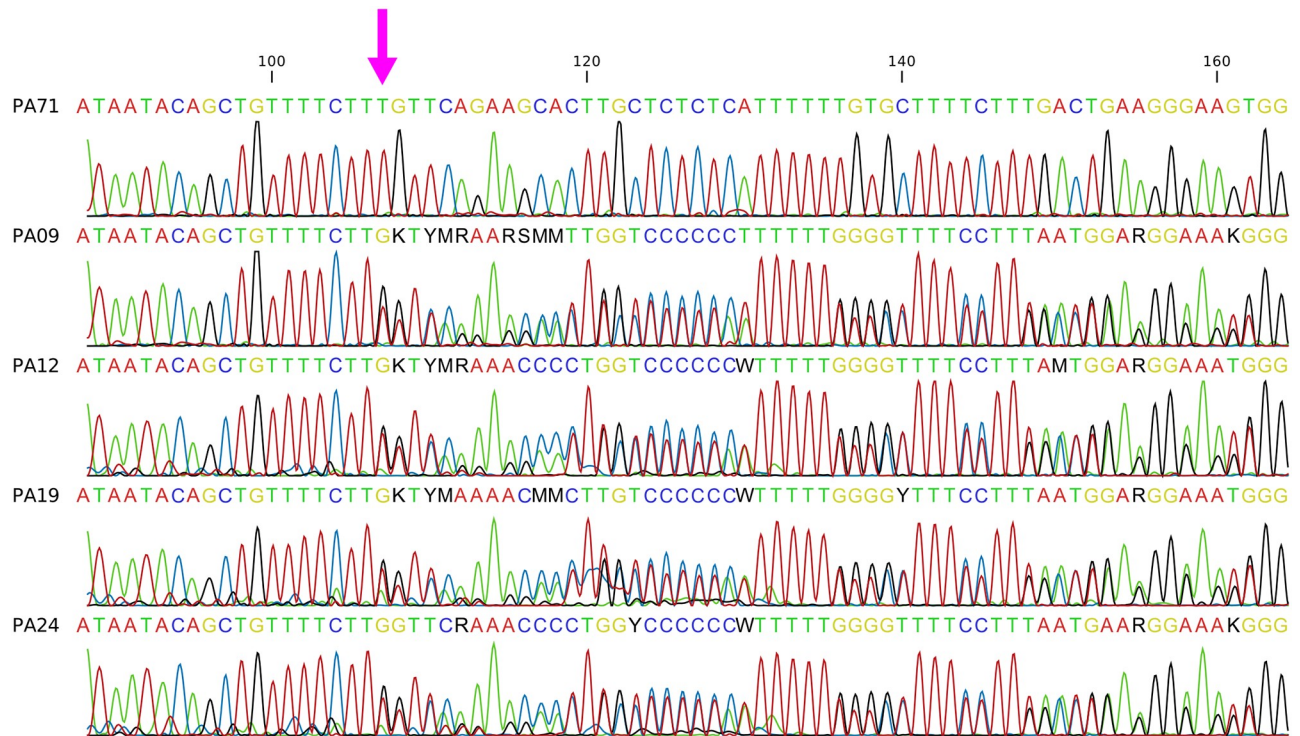 100 120 140 160
PA71 ATAATACAGCTGTTTTCTTTGTTCAGAAGCACTTGCTCTCTCATTTTTTGTGCTTTTCTTTGACTGAAGGGAAGTGG
PA09 ATAATACAGCTGTTTTCTTGKTYMRAARSMMTTGGTCCCCCCTTTTTTGGGGTTTTCCTTTAATGGARGGAAAKGGG
PA12 ATAATACAGCTGTTTTCTTGKTYMRAAACCCCTGGTCCCCCCWTTTTTGGGGTTTTCCTTTAMTGGARGGAAATGGG
PA19 ATAATACAGCTGTTTTCTTGKTYMAAAACMMCTTGTCCCCCCWTTTTTGGGGYTTTCCTTTAATGGARGGAAATGGG
PA24 ATAATACAGCTGTTTTCTTGGTTCRAAACCCCTGGYCCCCCCWTTTTTGGGGTTTTCCTTTAATGAARGGAAAKGGG